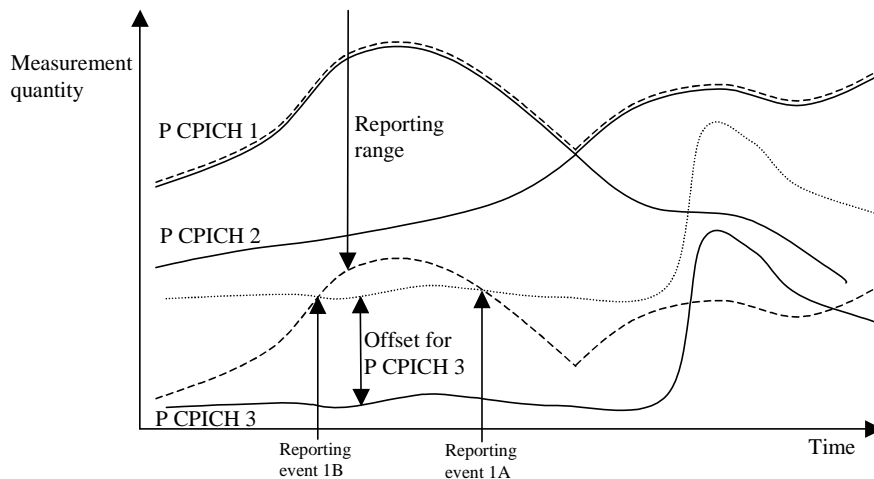 Measurement
quantity
P CPICH 1
Reporting
range
P CPICH 2
Offset for
P CPICH 3
P CPICH 3
Time
Reporting
event 1B
Reporting
event 1A